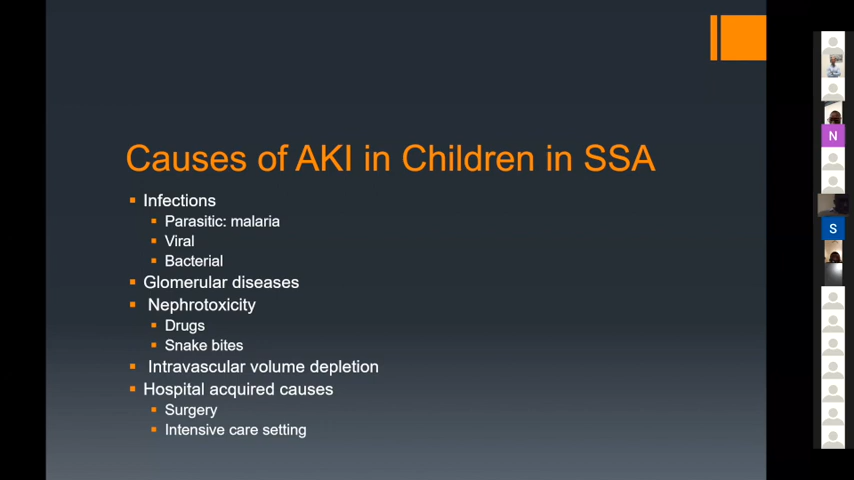 Causes of AKI in Children in SSA
Infections
Parasitic: malaria
Viral
Bacterial
Glomerular diseases
Nephrotoxicity
Drugs
Snake bites
Intravascular volume depletion
Hospital acquired causes
Surgery
Intensive care setting
N
S